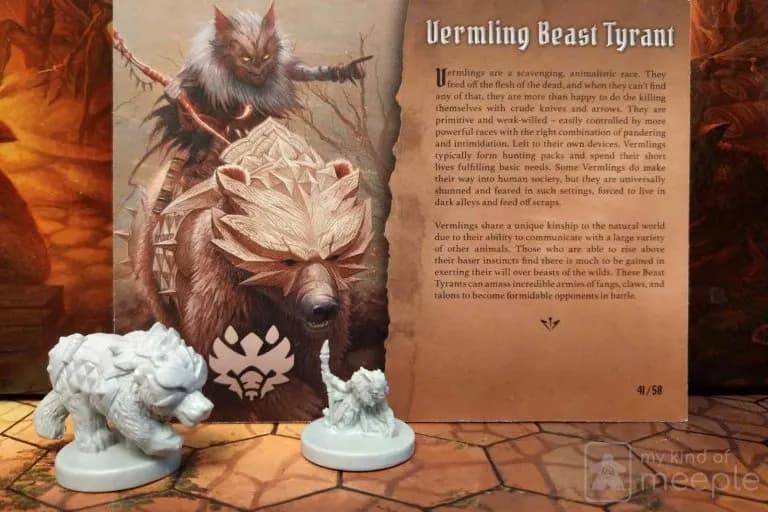 Vermling Beast Tyrant
Vermlings are a scavenging, animalistic race. They
feed off the flesh of the dead, and when they can't find
any of that, they are more than happy to do the killing
themselves with crude knives and arrows. They are
primitive and weak-willed – easily controlled by more
powerful races with the right combination of pandering
and intimidation. Left to their own devices, Vermlings
typically form hunting packs and spend their short
lives fulfilling basic needs. Some Vermlings do make
their way into human society, but they are universally
shunned and feared in such settings, forced to live in
dark alleys and feed off scraps.
Vermlings share a unique kinship to the natural world
due to their ability to communicate with a large variety
of other animals. Those who are able to rise above
their baser instincts find there is much to be gained in
exerting their will over beasts of the wilds. These Beast
Tyrants can amass incredible armies of fangs, claws, and
talons to become formidable opponents in battle.
41/58
my kind of
meeple